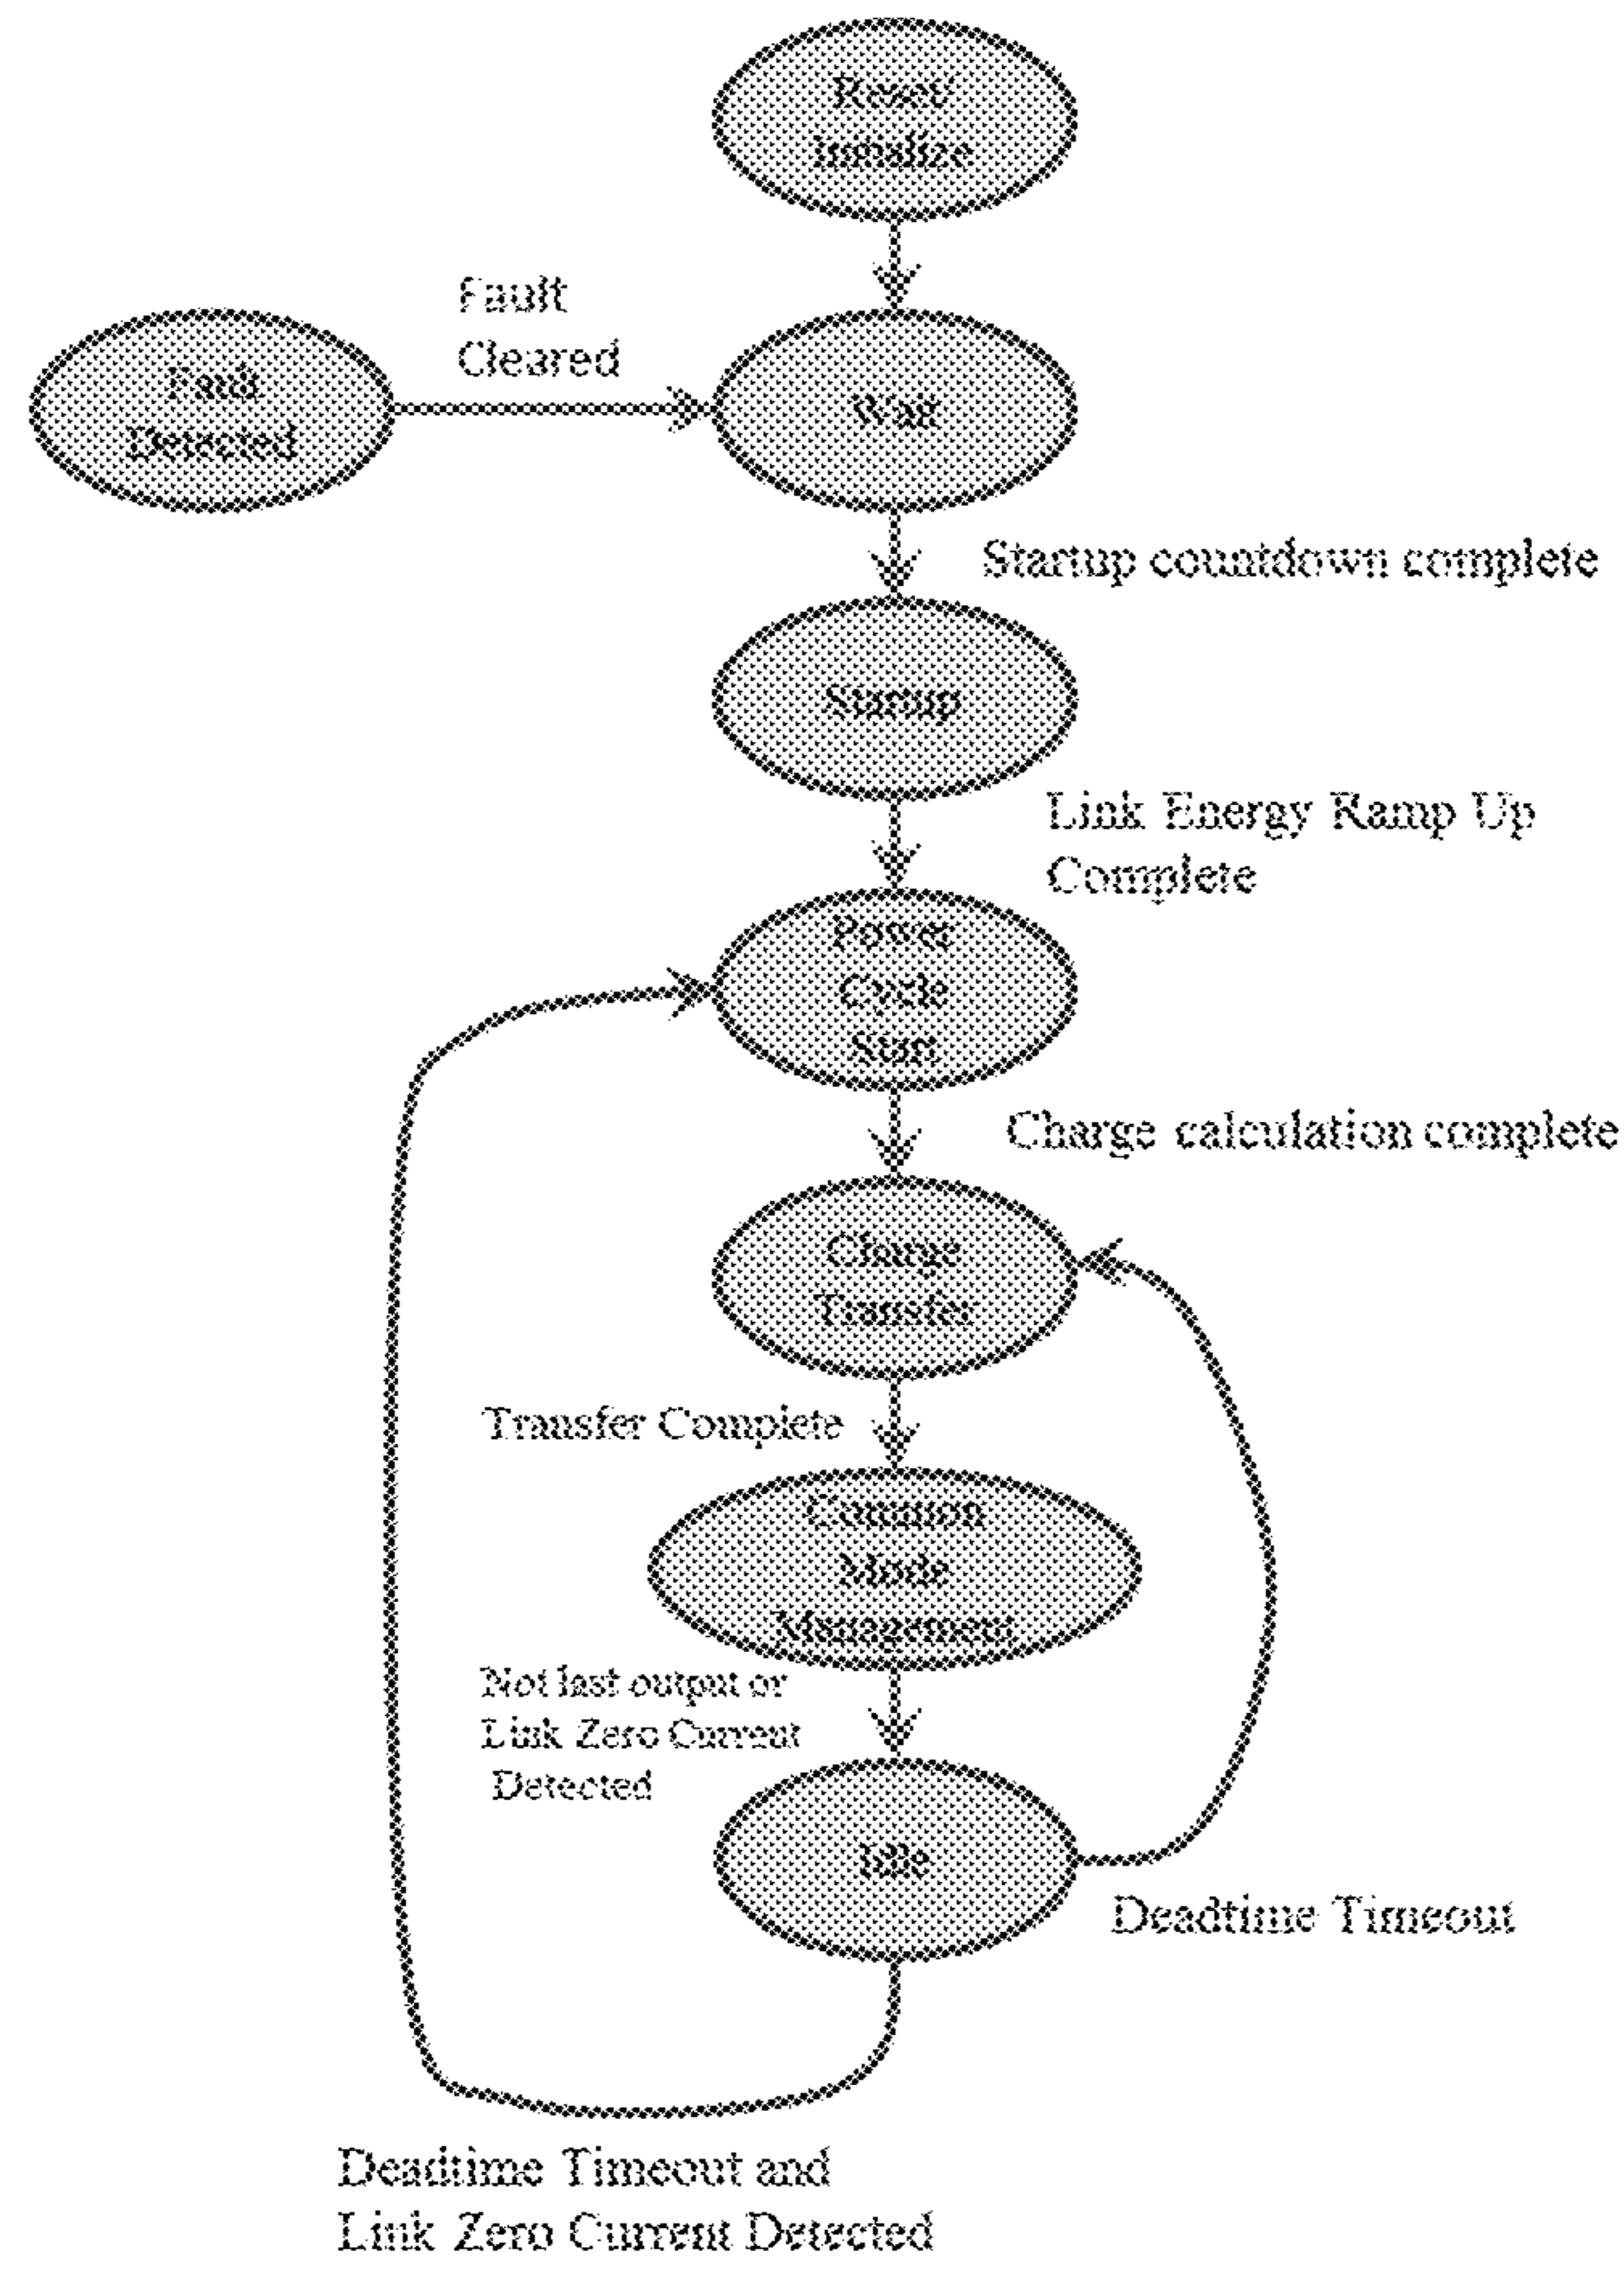 Reset/
Initialize
Fault
Cleared
Fault
Detected
Wait
Startup countdown complete
Startup
Link Energy Ramp Up
Complete
Power
Cycle
Start
Charge calculation complete
Charge
Transfer
Transfer Complete
Common
Mode
Management
Not last output or
Link Zero Current
Detected
Idle
Deadtime Timeout
Deadtime Timeout and
Link Zero Current Detected